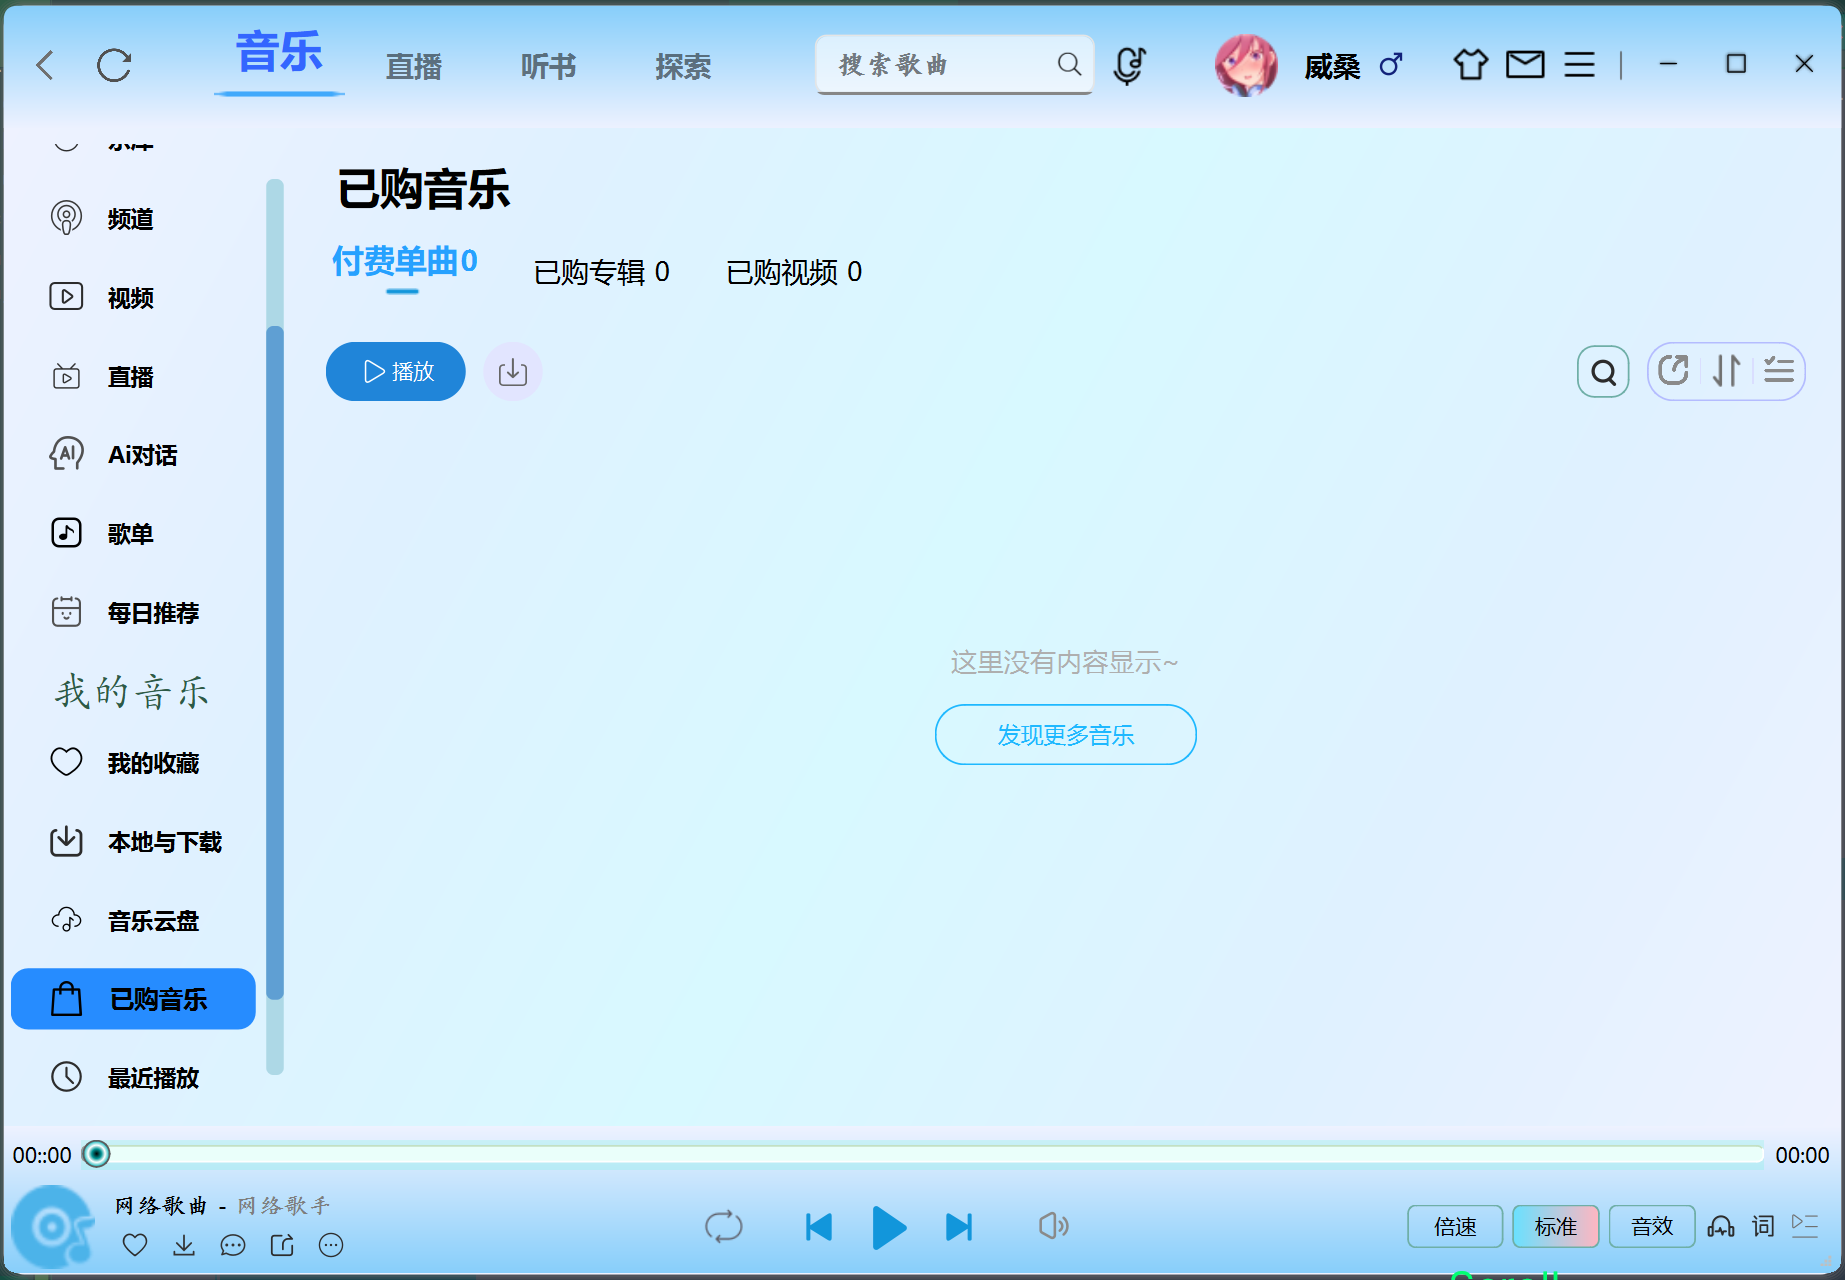 音乐 直播 听书 探索 搜索歌曲 威桑
频道
视频
直播
Ai对话
歌单
每日推荐
我的音乐
我的收藏
本地与下载
音乐云盘
已购音乐
最近播放
已购音乐
付费单曲0 已购专辑 0 已购视频 0
播放
这里没有内容显示~
发现更多音乐
00::00 00:00
网络歌曲 - 网络歌手
倍速 标准 音效 词